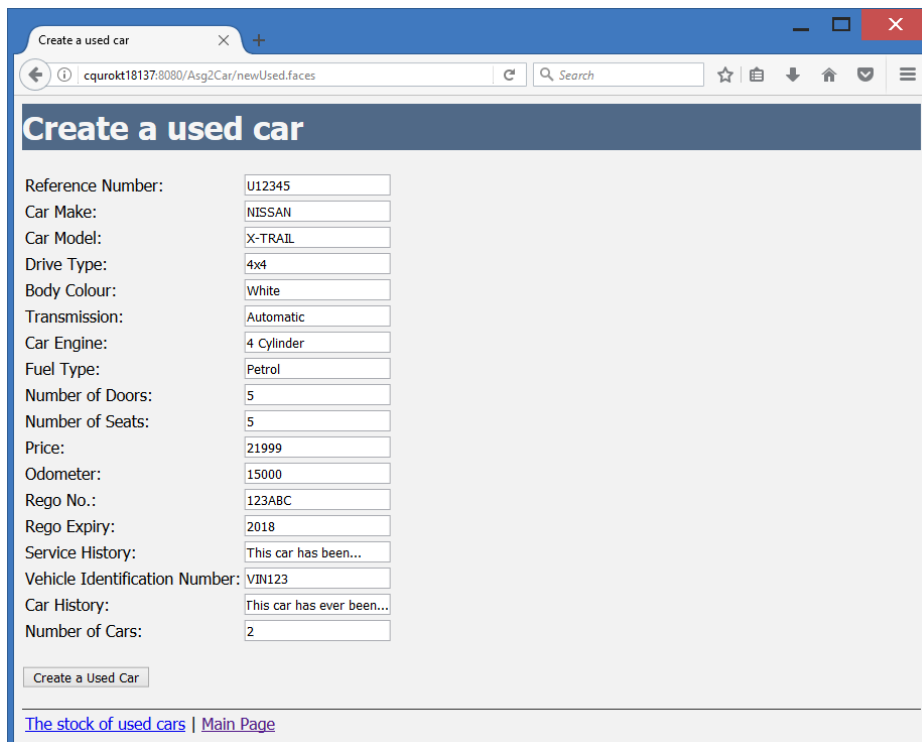 Create a used car
cqurokt18137:8080/Asg2Car/newUsed.faces Search
Create a used car
Reference Number: U12345
Car Make: NISSAN
Car Model: X-TRAIL
Drive Type: 4x4
Body Colour: White
Transmission: Automatic
Car Engine: 4 Cylinder
Fuel Type: Petrol
Number of Doors: 5
Number of Seats: 5
Price: 21999
Odometer: 15000
Rego No.: 123ABC
Rego Expiry: 2018
Service History: This car has been...
Vehicle Identification Number: VIN123
Car History: This car has ever been...
Number of Cars: 2
Create a Used Car
The stock of used cars | Main Page